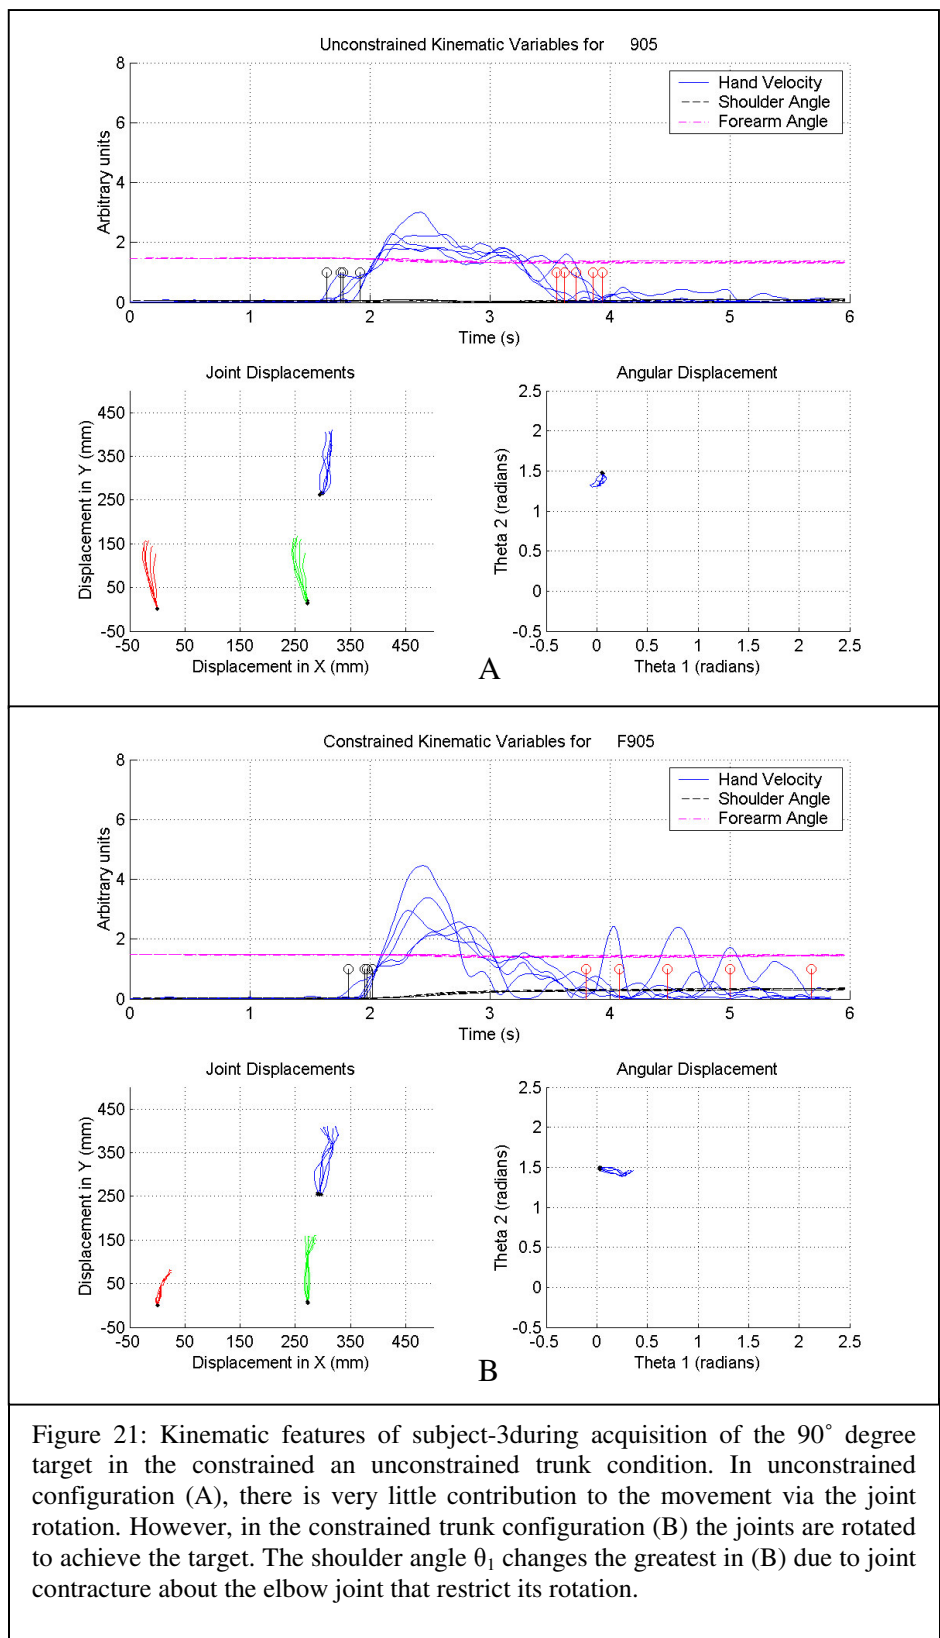 Unconstrained Kinematic Variables for 905
8
6
4
2
0
Arbitrary units
Hand Velocity
Shoulder Angle
Forearm Angle
0 1 2 3 4 5 6
Time (s)
Joint Displacements
450
350
250
150
50
-50
Displacement in Y (mm)
-50 50 150 250 350 450
Displacement in X (mm)
Angular Displacement
2.5
2
1.5
1
0.5
0
-0.5
Theta 2 (radians)
-0.5 0 0.5 1 1.5 2 2.5
Theta 1 (radians)
A
Constrained Kinematic Variables for F905
8
6
4
2
0
Arbitrary units
Hand Velocity
Shoulder Angle
Forearm Angle
0 1 2 3 4 5 6
Time (s)
Joint Displacements
450
350
250
150
50
-50
Displacement in Y (mm)
-50 50 150 250 350 450
Displacement in X (mm)
Angular Displacement
2.5
2
1.5
1
0.5
0
-0.5
Theta 2 (radians)
-0.5 0 0.5 1 1.5 2 2.5
Theta 1 (radians)
B
Figure 21: Kinematic features of subject-3during acquisition of the 90˚ degree
target in the constrained an unconstrained trunk condition. In unconstrained
configuration (A), there is very little contribution to the movement via the joint
rotation. However, in the constrained trunk configuration (B) the joints are rotated
to achieve the target. The shoulder angle θ₁ changes the greatest in (B) due to joint
contracture about the elbow joint that restrict its rotation.